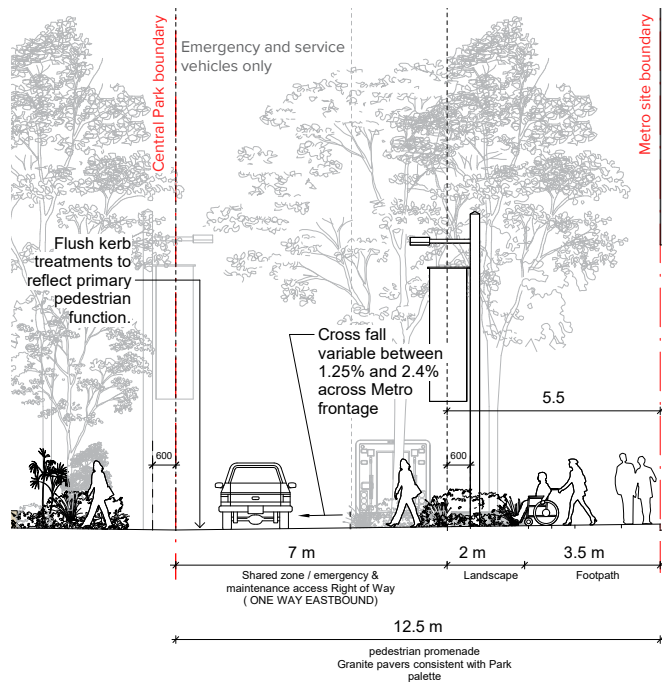 Central Park boundary
Emergency and service
vehicles only
Metro site boundary
Flush kerb
treatments to
reflect primary
pedestrian
function.
Cross fall
variable between
1.25% and 2.4%
across Metro
frontage
5.5
600
600
7 m
2 m
3.5 m
Shared zone / emergency &
maintenance access Right of Way
( ONE WAY EASTBOUND)
Landscape
Footpath
12.5 m
pedestrian promenade
Granite pavers consistent with Park
palette